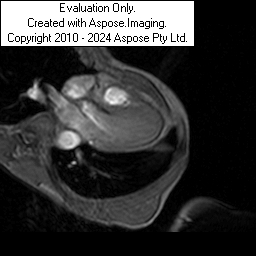 Evaluation Only.
Created with Aspose.Imaging.
Copyright 2010 - 2024 Aspose Pty Ltd.